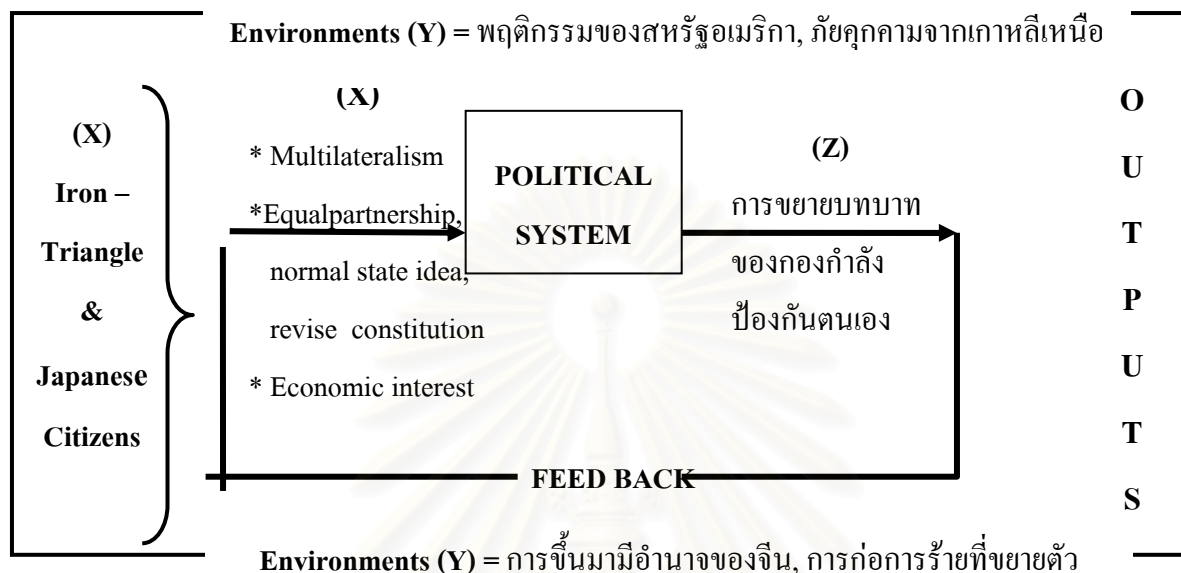 Environments (Y) = พฤติกรรมของสหรัฐอเมริกา, ภัยคุกคามจากเกาหลีเหนือ
(X)
Iron –
Triangle
&
Japanese
Citizens
(X)
* Multilateralism
*Equalpartnership,
normal state idea,
revise constitution
* Economic interest
POLITICAL
SYSTEM
(Z)
การขยายบทบาท
ของกองกำลัง
ป้องกันตนเอง
O
U
T
P
U
T
S
FEED BACK
Environments (Y) = การขึ้นมามีอำนาจของจีน, การก่อการร้ายที่ขยายตัว